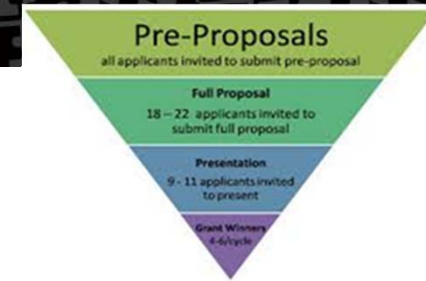 Pre-Proposals
all applicants invited to submit pre-proposal
Full Proposal
18 – 22 applicants invited to
submit full proposal
Presentation
9 - 11 applicants invited
to present
Grant Winners
4-6/cycle